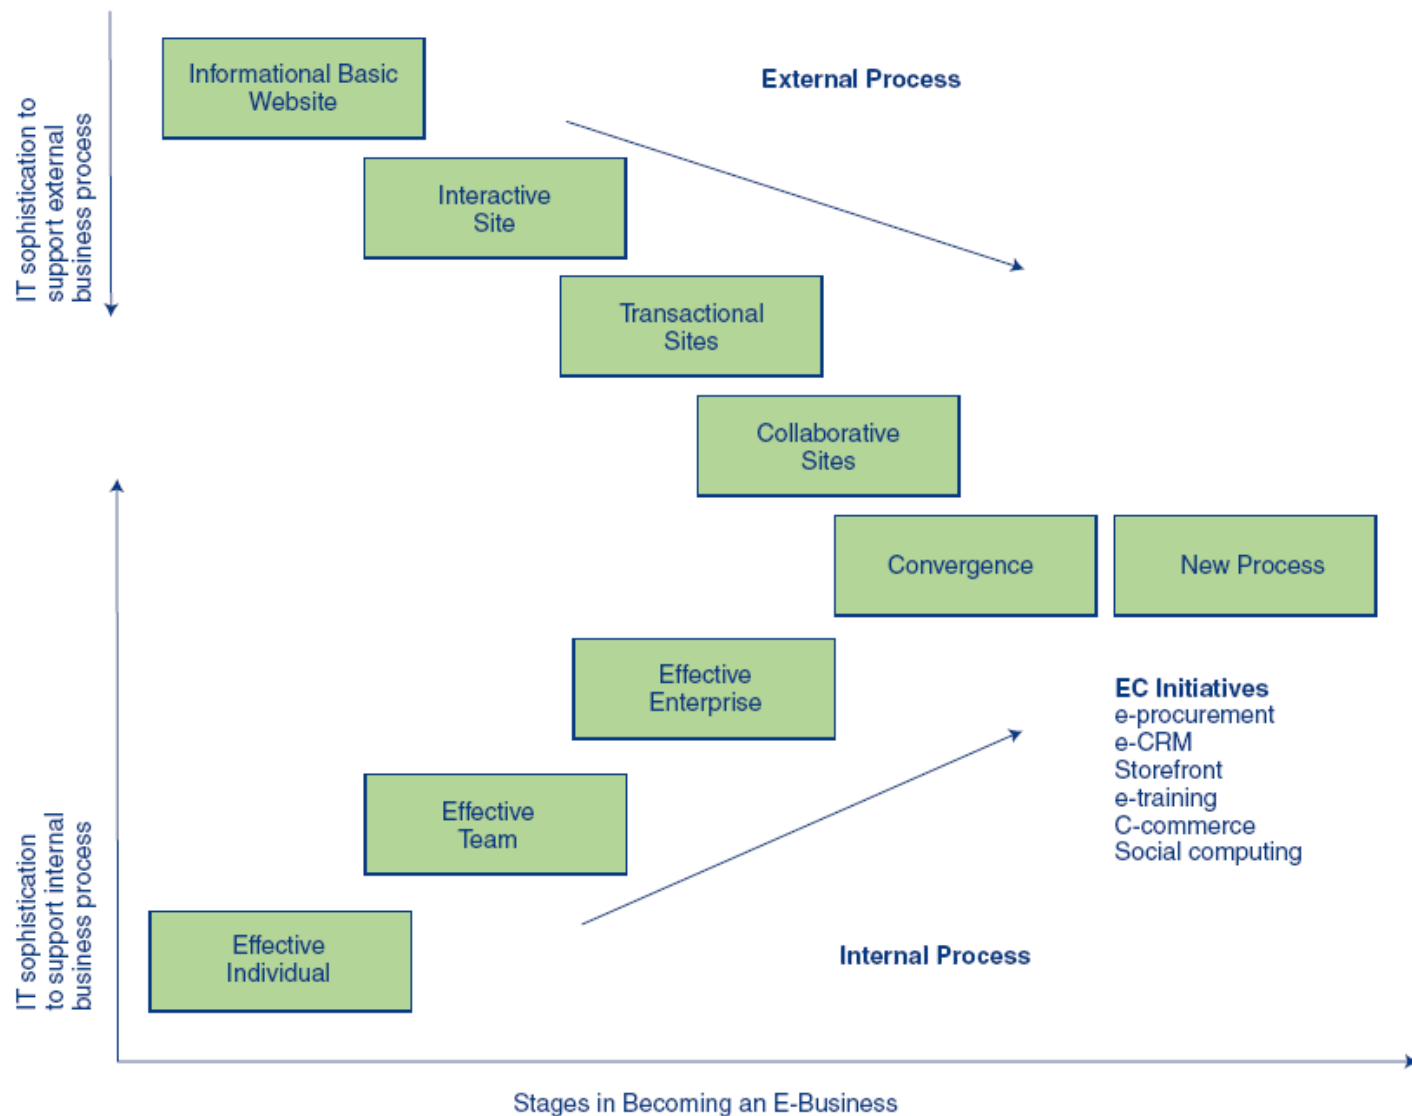 IT sophistication to
support external
business process
Informational Basic
Website
External Process
Interactive
Site
Transactional
Sites
Collaborative
Sites
Convergence
New Process
Effective
Enterprise
EC Initiatives
e-procurement
e-CRM
Storefront
e-training
C-commerce
Social computing
Effective
Team
IT sophistication
to support internal
business process
Effective
Individual
Internal Process
Stages in Becoming an E-Business